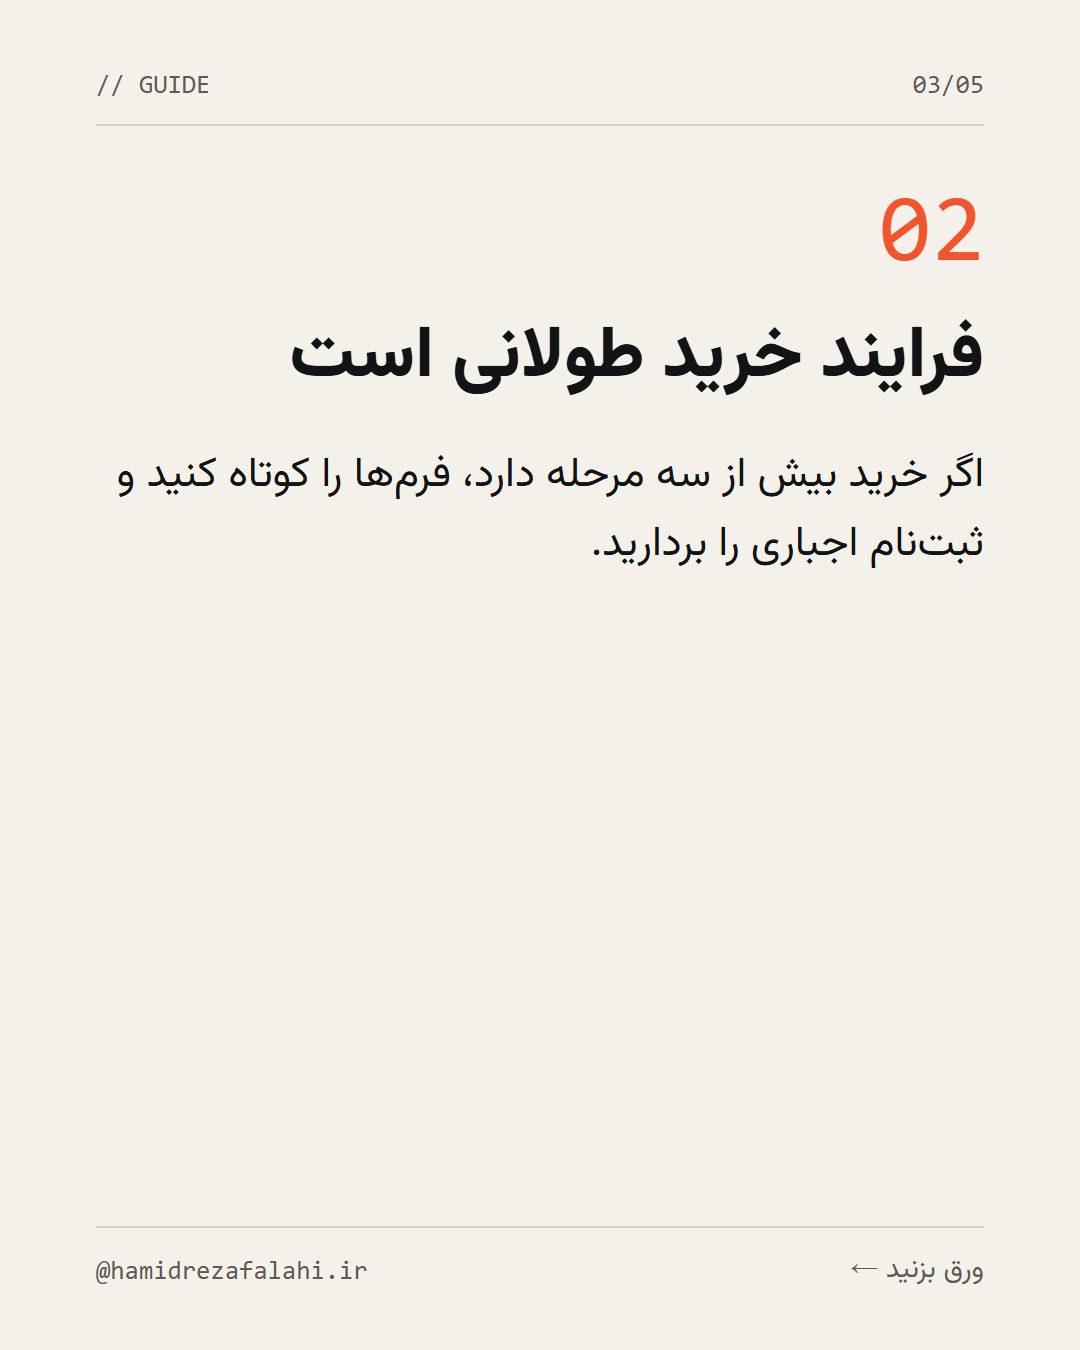 // GUIDE
03/05
02
فرایند خرید طولانی است
اگر خرید بیش از سه مرحله دارد، فرم‌ها را کوتاه کنید و
ثبت‌نام اجباری را بردارید.
@hamidrezafalahi.ir
ورق بزنید ←